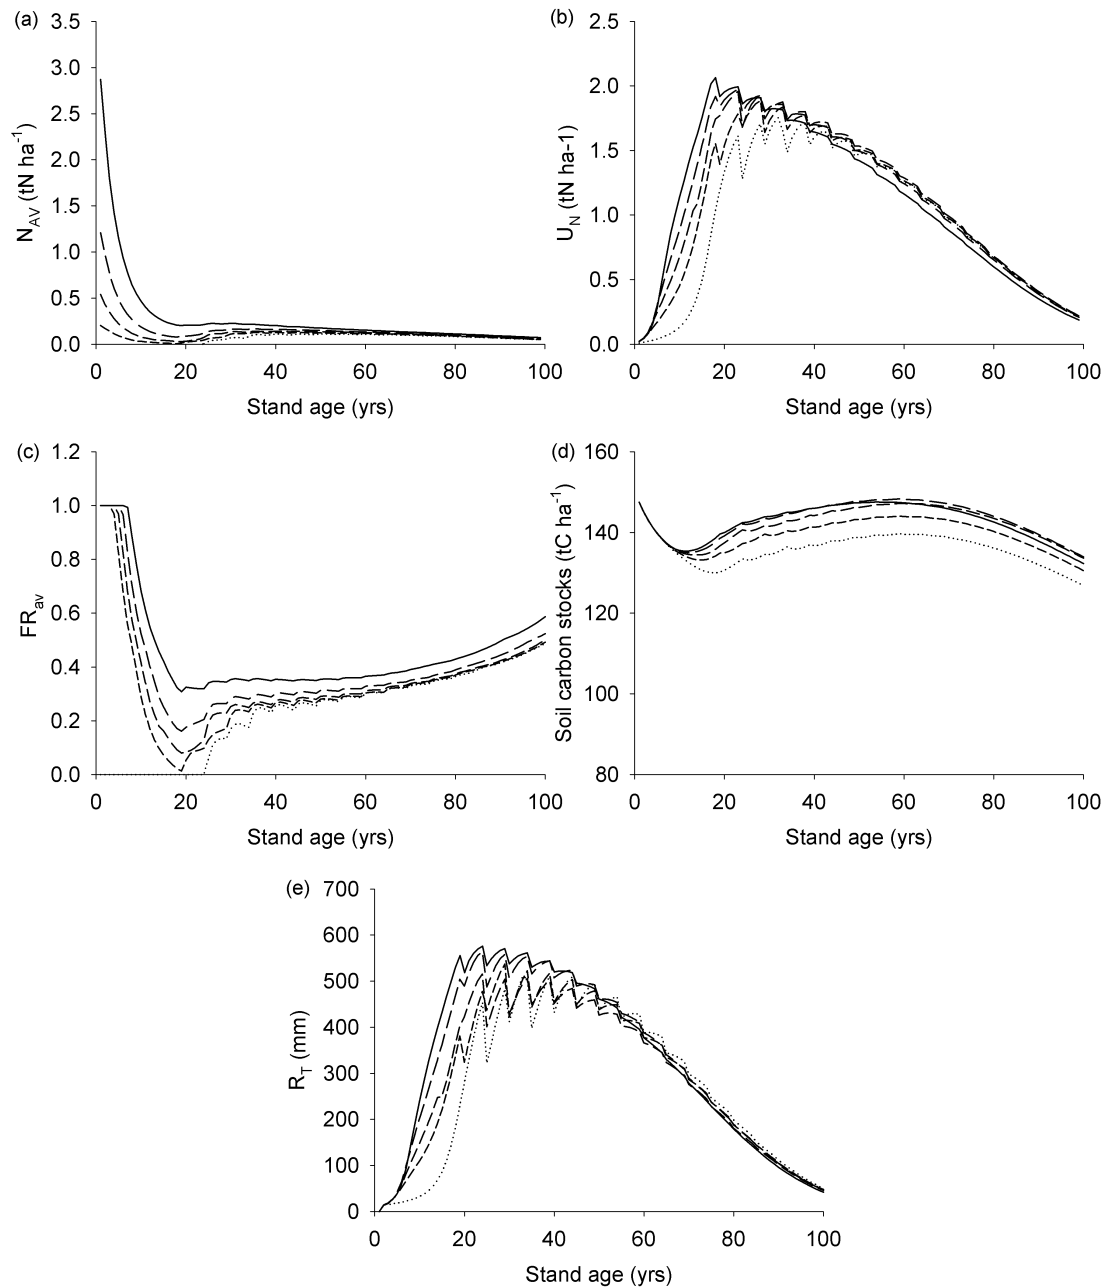 (a)
3.5
3.0
2.5
2.0
1.5
1.0
0.5
0.0
N_AV (tN ha^-1)
0 20 40 60 80 100
Stand age (yrs)
(b)
2.5
2.0
1.5
1.0
0.5
0.0
U_N (tN ha-1)
0 20 40 60 80 100
Stand age (yrs)
(c)
1.2
1.0
0.8
0.6
0.4
0.2
0.0
FR_av
0 20 40 60 80 100
Stand age (yrs)
(d)
160
140
120
100
80
Soil carbon stocks (tC ha^-1)
0 20 40 60 80 100
Stand age (yrs)
(e)
700
600
500
400
300
200
100
0
R_T (mm)
0 20 40 60 80 100
Stand age (yrs)